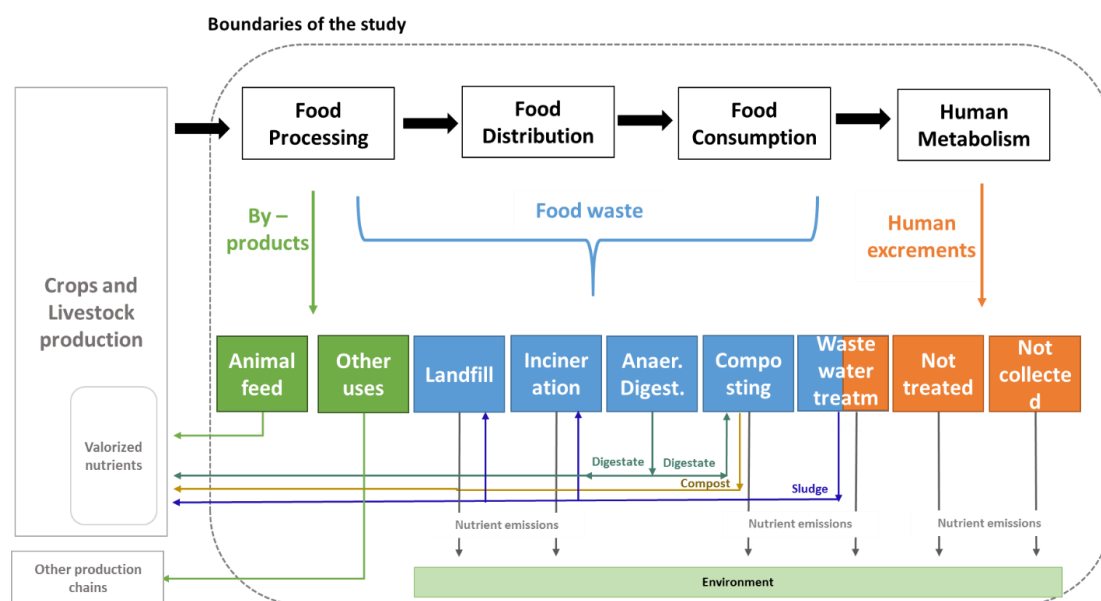 Boundaries of the study
Food
Processing
Food
Distribution
Food
Consumption
Human
Metabolism
By –
products
Food waste
Human
excrements
Crops and
Livestock
production
Animal
feed
Other
uses
Landfill
Inciner
ation
Anaer.
Digest.
Compo
sting
Waste
water
treatm
Not
treated
Not
collecte
d
Valorized
nutrients
Digestate
Digestate
Compost
Sludge
Nutrient emissions
Nutrient emissions
Nutrient emissions
Other production
chains
Environment